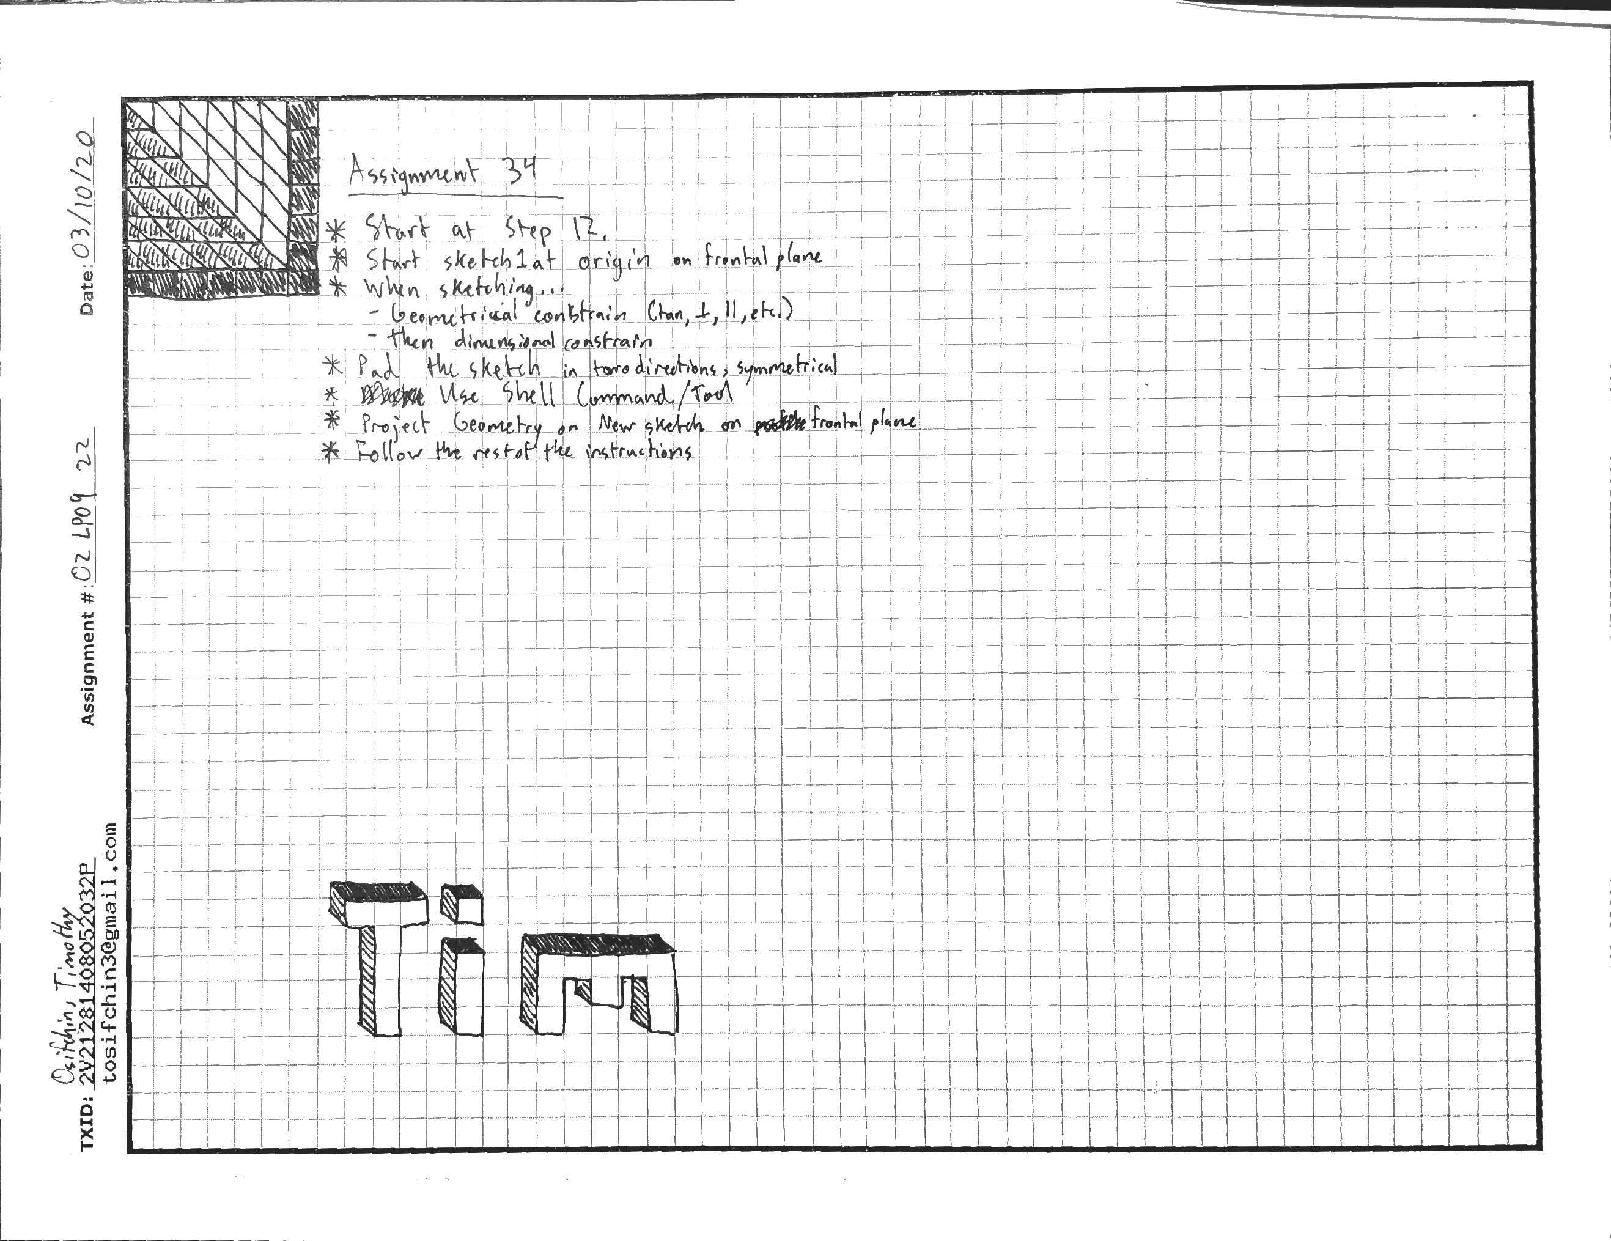 Assignment 34
* Start at Step 12.
* Start sketch1 at origin on frontal plane
* When sketching...
- Geometrical constrain (tan, ⊥, ||, etc.)
- then dimensional constrain
* Pad the sketch in two directions, symmetrical
* Use Shell Command/Tool
* Project Geometry on New sketch on frontal plane
* Follow the rest of the instructions
TiM
Date: 03/10/20
Assignment #: 02 LP09 22
Osifchin, Timothy
TXID: 2V21281408052032P
tosifchin3@gmail.com